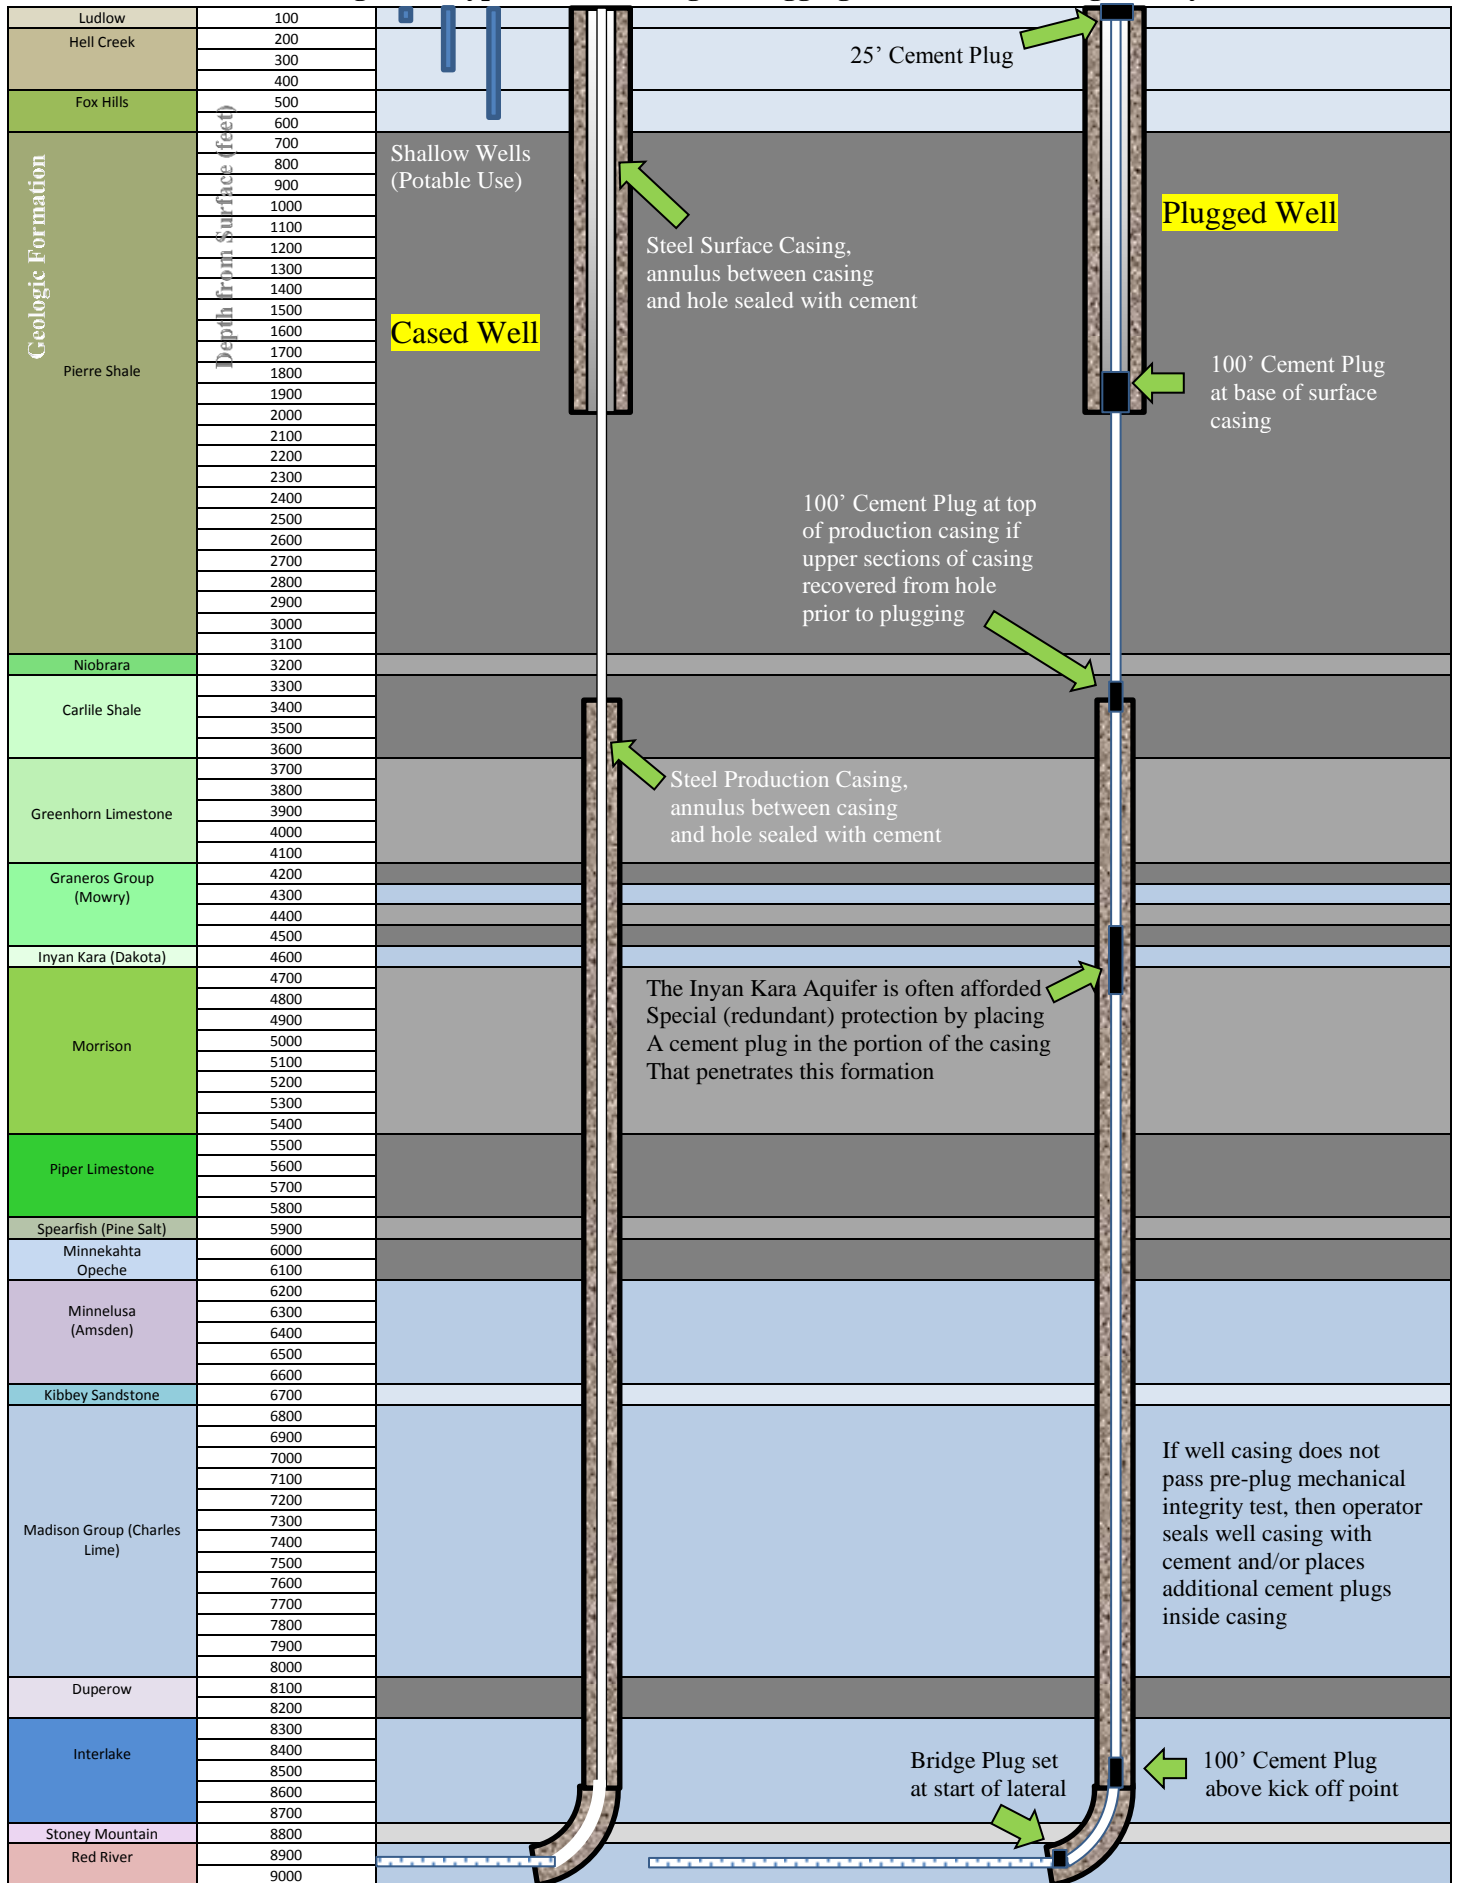 Ludlow
Hell Creek
Fox Hills
Geologic Formation
Pierre Shale
Niobrara
Carlile Shale
Greenhorn Limestone
Graneros Group
(Mowry)
Inyan Kara (Dakota)
Morrison
Piper Limestone
Spearfish (Pine Salt)
Minnekahta
Opeche
Minnelusa
(Amsden)
Kibbey Sandstone
Madison Group (Charles
Lime)
Duperow
Interlake
Stoney Mountain
Red River
Depth from Surface (feet)
100
200
300
400
500
600
700
800
900
1000
1100
1200
1300
1400
1500
1600
1700
1800
1900
2000
2100
2200
2300
2400
2500
2600
2700
2800
2900
3000
3100
3200
3300
3400
3500
3600
3700
3800
3900
4000
4100
4200
4300
4400
4500
4600
4700
4800
4900
5000
5100
5200
5300
5400
5500
5600
5700
5800
5900
6000
6100
6200
6300
6400
6500
6600
6700
6800
6900
7000
7100
7200
7300
7400
7500
7600
7700
7800
7900
8000
8100
8200
8300
8400
8500
8600
8700
8800
8900
9000
25’ Cement Plug
Shallow Wells
(Potable Use)
Plugged Well
Steel Surface Casing,
annulus between casing
and hole sealed with cement
Cased Well
100’ Cement Plug
at base of surface
casing
100’ Cement Plug at top
of production casing if
upper sections of casing
recovered from hole
prior to plugging
Steel Production Casing,
annulus between casing
and hole sealed with cement
The Inyan Kara Aquifer is often afforded
Special (redundant) protection by placing
A cement plug in the portion of the casing
That penetrates this formation
If well casing does not
pass pre-plug mechanical
integrity test, then operator
seals well casing with
cement and/or places
additional cement plugs
inside casing
Bridge Plug set
at start of lateral
100’ Cement Plug
above kick off point